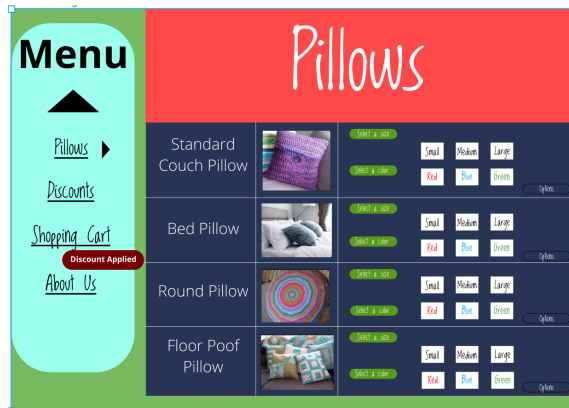 Menu
Pillows
Discounts
Shopping Cart
Discount Applied
About Us
Pillows
Standard
Couch Pillow
Select a size
Small Medium Large
Select a color
Red Blue Green
Options
Bed Pillow
Select a size
Small Medium Large
Select a color
Red Blue Green
Options
Round Pillow
Select a size
Small Medium Large
Select a color
Red Blue Green
Options
Floor Poof
Pillow
Select a size
Small Medium Large
Select a color
Red Blue Green
Options